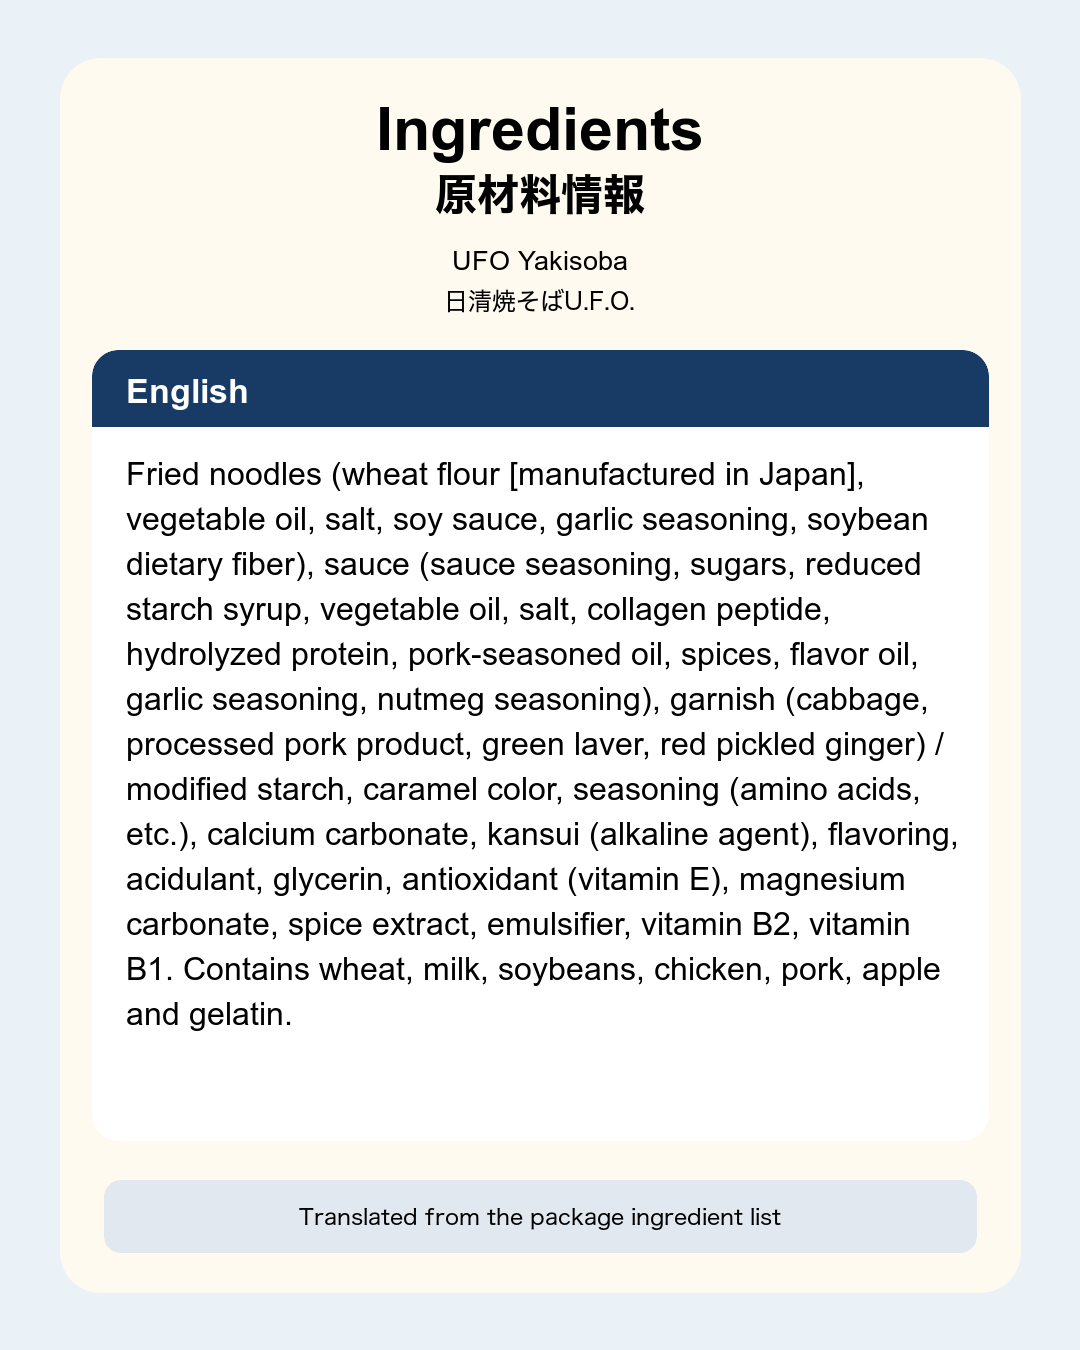 Ingredients
原材料情報
UFO Yakisoba
日清焼そばU.F.O.
English
Fried noodles (wheat flour [manufactured in Japan],
vegetable oil, salt, soy sauce, garlic seasoning, soybean
dietary fiber), sauce (sauce seasoning, sugars, reduced
starch syrup, vegetable oil, salt, collagen peptide,
hydrolyzed protein, pork-seasoned oil, spices, flavor oil,
garlic seasoning, nutmeg seasoning), garnish (cabbage,
processed pork product, green laver, red pickled ginger) /
modified starch, caramel color, seasoning (amino acids,
etc.), calcium carbonate, kansui (alkaline agent), flavoring,
acidulant, glycerin, antioxidant (vitamin E), magnesium
carbonate, spice extract, emulsifier, vitamin B2, vitamin
B1. Contains wheat, milk, soybeans, chicken, pork, apple
and gelatin.
Translated from the package ingredient list